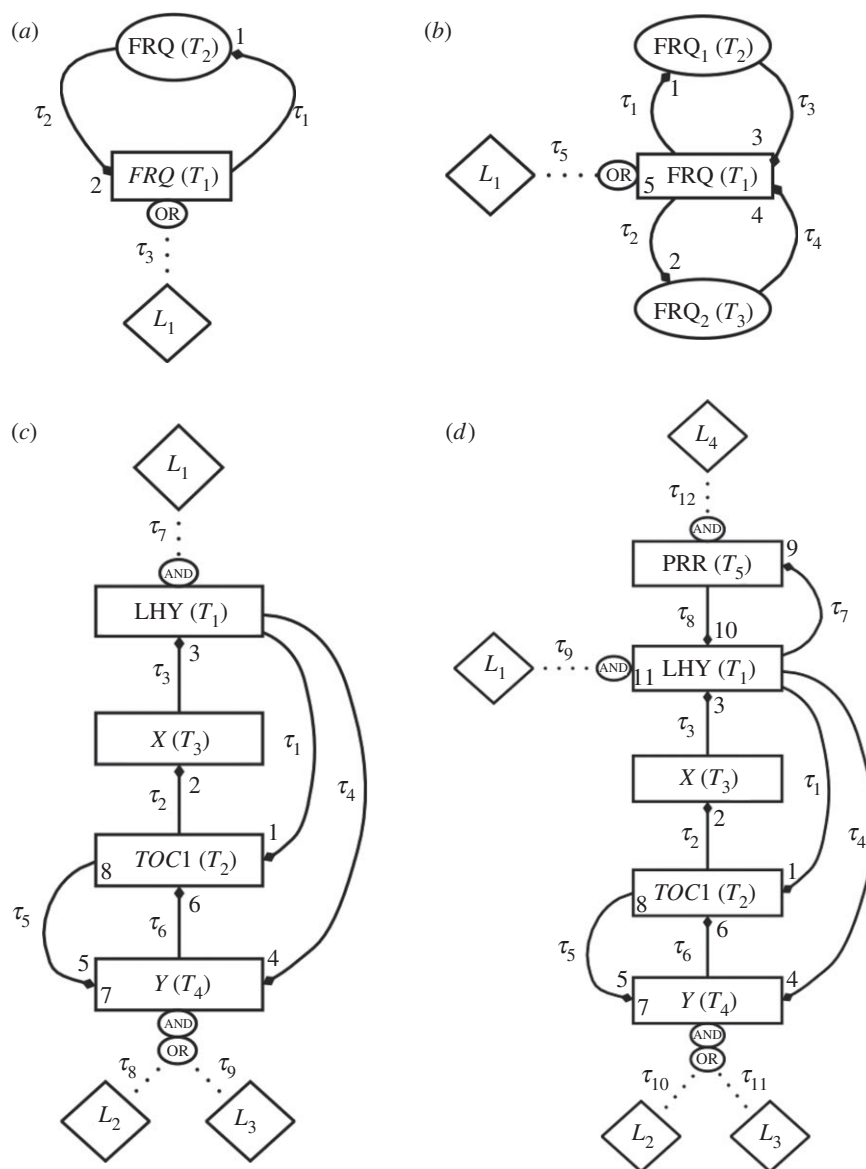 (a)
FRQ (T₂)
1
τ₂
τ₁
2
FRQ (T₁)
OR
τ₃
L₁
(b)
FRQ₁ (T₂)
1
τ₁
τ₃
3
τ₅
L₁
OR
5
FRQ (T₁)
4
τ₂
τ₄
2
FRQ₂ (T₃)
(c)
L₁
τ₇
AND
LHY (T₁)
3
τ₃
X (T₃)
τ₁
τ₄
2
τ₂
1
TOC1 (T₂)
8
6
τ₅
τ₆
5
4
Y (T₄)
7
AND
OR
τ₈
τ₉
L₂
L₃
(d)
L₄
τ₁₂
AND
9
PRR (T₅)
τ₈
τ₇
10
τ₉
L₁
AND
11
LHY (T₁)
3
τ₃
X (T₃)
τ₁
2
τ₂
τ₄
1
TOC1 (T₂)
8
6
τ₅
τ₆
5
4
Y (T₄)
7
AND
OR
τ₁₀
τ₁₁
L₂
L₃